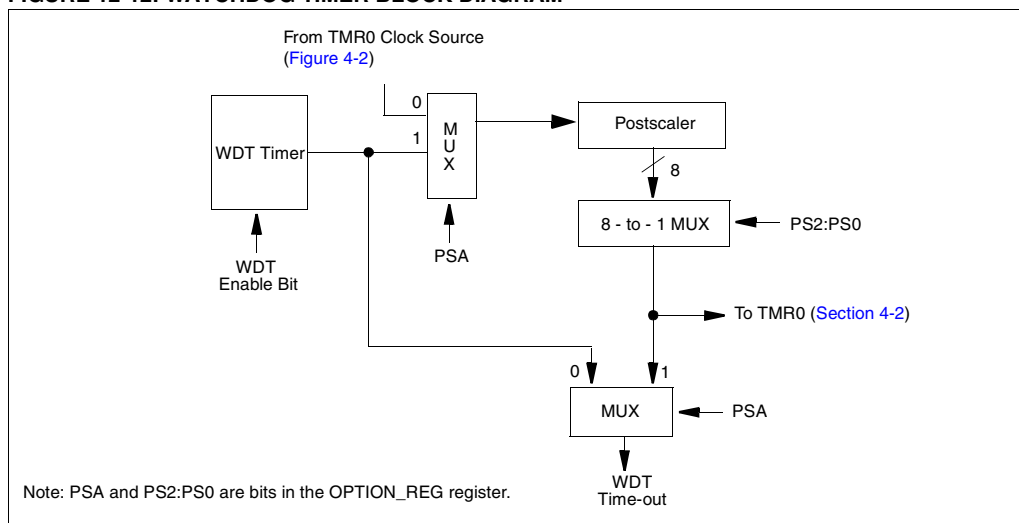 From TMR0 Clock Source
(Figure 4-2)
0
1
M
U
X
Postscaler
WDT Timer
8
8 - to - 1 MUX
PS2:PS0
PSA
WDT
Enable Bit
To TMR0 (Section 4-2)
0
1
MUX
PSA
WDT
Time-out
Note: PSA and PS2:PS0 are bits in the OPTION_REG register.